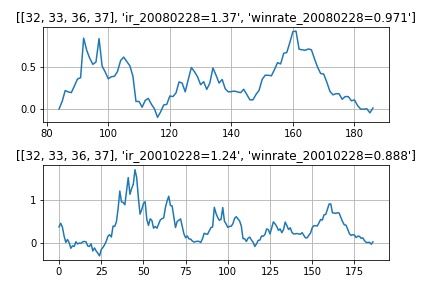 [[32, 33, 36, 37], 'ir_20080228=1.37', 'winrate_20080228=0.971']
0.5
0.0
80 100 120 140 160 180
[[32, 33, 36, 37], 'ir_20010228=1.24', 'winrate_20010228=0.888']
1
0
0 25 50 75 100 125 150 175